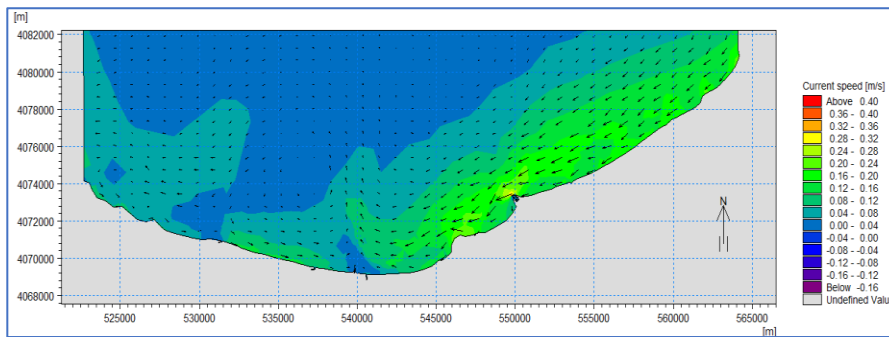 [m]
4082000
4080000
4078000
4076000
4074000
4072000
4070000
4068000
525000 530000 535000 540000 545000 550000 555000 560000 565000
[m]
N
Current speed [m/s]
Above 0.40
0.36 - 0.40
0.32 - 0.36
0.28 - 0.32
0.24 - 0.28
0.20 - 0.24
0.16 - 0.20
0.12 - 0.16
0.08 - 0.12
0.04 - 0.08
0.00 - 0.04
-0.04 - 0.00
-0.08 - -0.04
-0.12 - -0.08
-0.16 - -0.12
Below -0.16
Undefined Valu